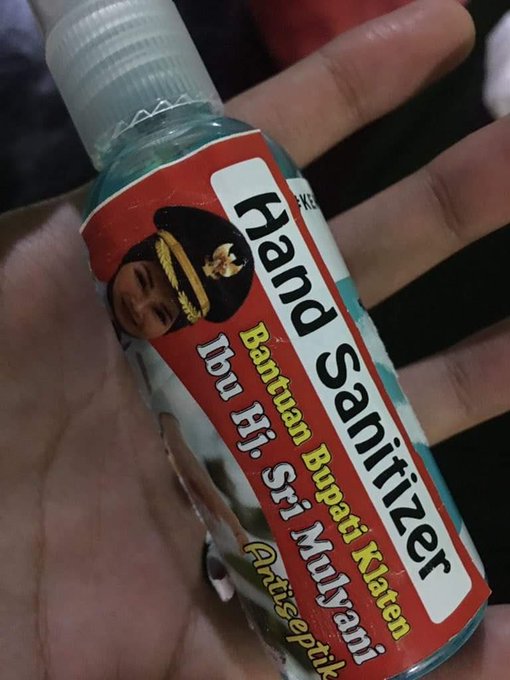 Hand Sanitizer
Bantuan Bupati Klaten
Ibu Hj. Sri Mulyani
Antiseptik